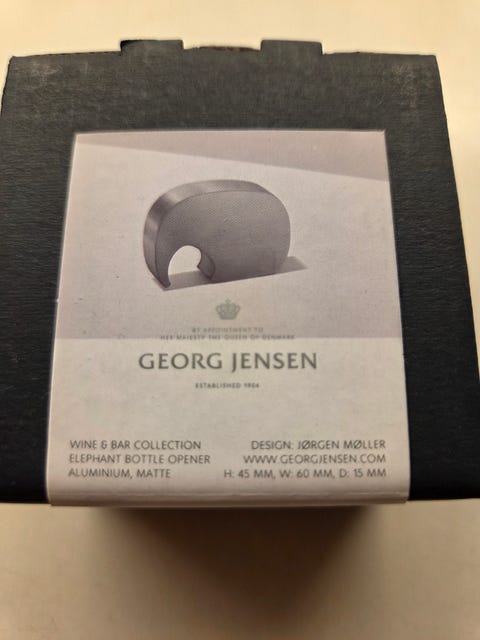 BY APPOINTMENT TO
HER MAJESTY THE QUEEN OF DENMARK
GEORG JENSEN
ESTABLISHED 1904
WINE & BAR COLLECTION
ELEPHANT BOTTLE OPENER
ALUMINIUM, MATTE
DESIGN: JØRGEN MØLLER
WWW.GEORGJENSEN.COM
H: 45 MM, W: 60 MM, D: 15 MM